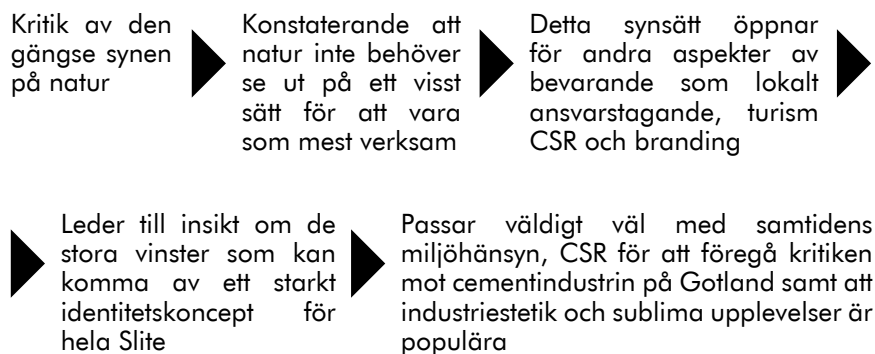 Kritik av den
gängse synen
på natur
Konstaterande att
natur inte behöver
se ut på ett visst
sätt för att vara
som mest verksam
Detta synsätt öppnar
för andra aspekter av
bevarande som lokalt
ansvarstagande, turism
CSR och branding
Leder till insikt om de
stora vinster som kan
komma av ett starkt
identitetskoncept för
hela Slite
Passar väldigt väl med samtidens
miljöhänsyn, CSR för att föregå kritiken
mot cementindustrin på Gotland samt att
industriestetik och sublima upplevelser är
populära